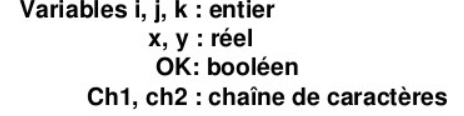 Variables i, j, k : entier
x, y : réel
OK: booléen
Ch1, ch2 : chaîne de caractères